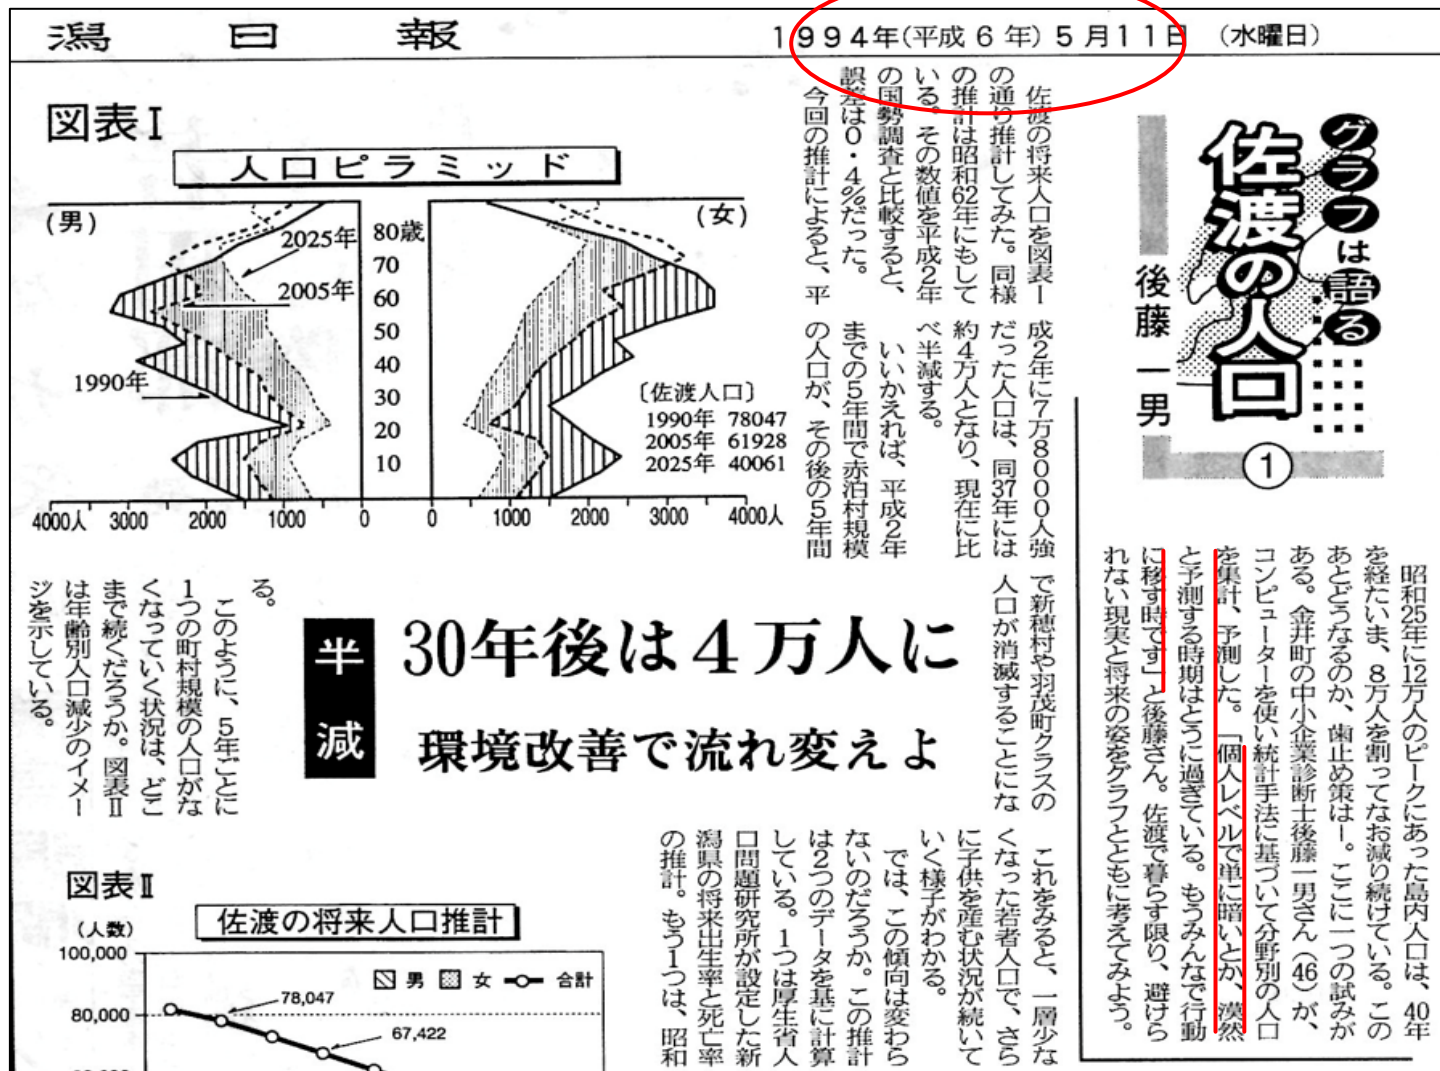 潟日報
1994年(平成6年)5月11日
(水曜日)
グラフは語る
佐渡の人口
後藤一男
①
昭和25年に12万人のピークにあった島内人口は、40年
を経たいま、8万人を割ってなお減り続けている。この
あとどうなるのか、歯止め策は―。ここに一つの試みが
ある。金井町の中小企業診断士後藤一男さん(46)が、
コンピューターを使い統計手法に基づいて分野別の人口
を集計、予測した。「個人レベルで単に暗いとか、漠然
と予測する時期はとうに過ぎている。もうみんなで行動
に移す時です」と後藤さん。佐渡で暮らす限り、避けら
れない現実と将来の姿をグラフとともに考えてみよう。
佐渡の将来人口を図表Ⅰ
の通り推計してみた。同様
の推計は昭和62年にもして
いる。その数値を平成2年
の国勢調査と比較すると、
誤差は0・4%だった。
今回の推計によると、平
成2年に7万8000人強
だった人口は、同37年には
約4万人となり、現在に比
べ半減する。
いいかえれば、平成2年
までの5年間で赤泊村規模
の人口が、その後の5年間
で新穂村や羽茂町クラスの
人口が消滅することにな
る。
このように、5年ごとに
1つの町村規模の人口がな
くなっていく状況は、どこ
まで続くだろうか。図表Ⅱ
は年齢別人口減少のイメー
ジを示している。
これをみると、一層少な
くなった若者人口で、さら
に子供を産む状況が続いて
いく様子がわかる。
では、この傾向は変わら
ないのだろうか。この推計
は2つのデータを基に計算
している。1つは厚生省人
口問題研究所が設定した新
潟県の将来出生率と死亡率
の推計。もう1つは、昭和
半減
30年後は4万人に
環境改善で流れ変えよ
図表Ⅰ
人口ピラミッド
(男)
(女)
2025年
2005年
1990年
80歳
70
60
50
40
30
20
10
〔佐渡人口〕
1990年 78047
2005年 61928
2025年 40061
4000人 3000 2000 1000 0 0 1000 3000 4000人
図表Ⅱ
佐渡の将来人口推計
(人数)
100,000
男 女 合計
78,047
80,000
67,422